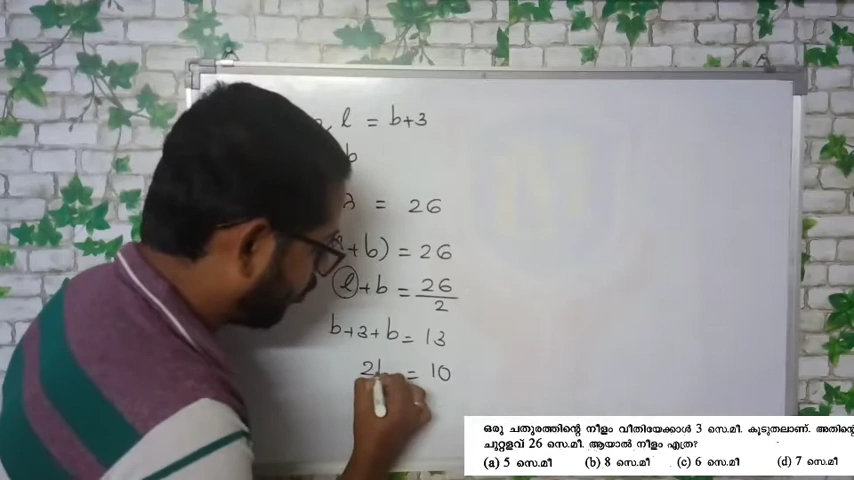 l = b+3
b
= 26
+ b) = 26
l + b = 26/2
b+3+b = 13
2b = 10
ഒരു ചതുരത്തിന്റെ നീളം വീതിയേക്കാൾ 3 സെ.മീ. കൂടുതലാണ്. അതിന്റെ
ചുറ്റളവ് 26 സെ.മീ. ആയാൽ നീളം എത്ര?
(a) 5 സെ.മീ (b) 8 സെ.മീ (c) 6 സെ.മീ (d) 7 സെ.മീ